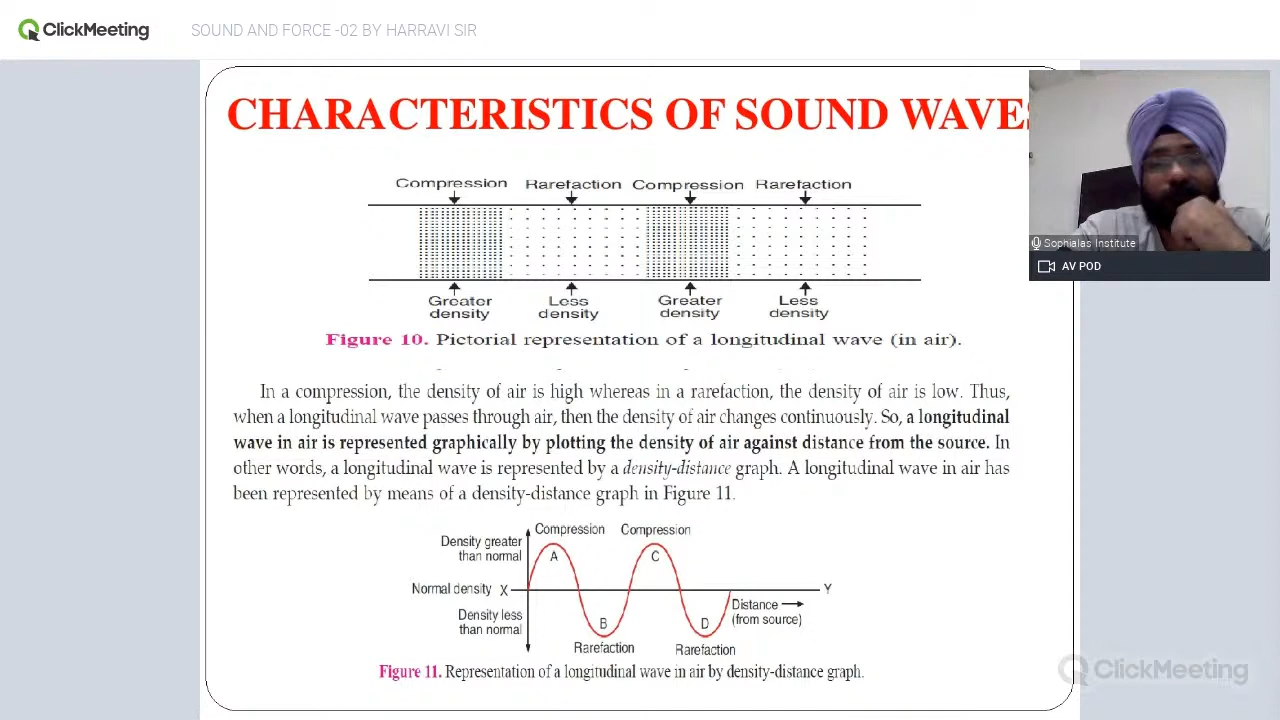 ClickMeeting
SOUND AND FORCE -02 BY HARRAVI SIR
CHARACTERISTICS OF SOUND WAVES
Compression Rarefaction Compression Rarefaction
Greater density
Less density
Greater density
Less density
Figure 10. Pictorial representation of a longitudinal wave (in air).
In a compression, the density of air is high whereas in a rarefaction, the density of air is low. Thus,
when a longitudinal wave passes through air, then the density of air changes continuously. So, a longitudinal
wave in air is represented graphically by plotting the density of air against distance from the source. In
other words, a longitudinal wave is represented by a density-distance graph. A longitudinal wave in air has
been represented by means of a density-distance graph in Figure 11.
Density greater
than normal
Compression Compression
A C
Normal density X Y
Density less
than normal
B D
Distance
(from source)
Rarefaction Rarefaction
Figure 11. Representation of a longitudinal wave in air by density-distance graph.
Sophialas Institute
AV POD
ClickMeeting